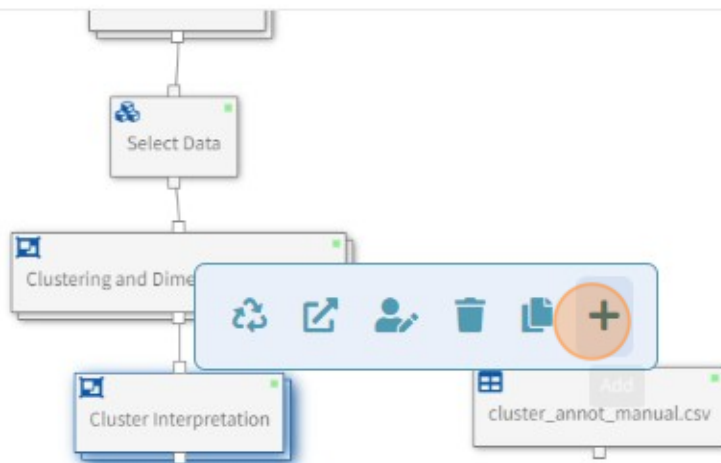 Select Data
Clustering and Dime
Add
Cluster Interpretation
cluster_annot_manual.csv